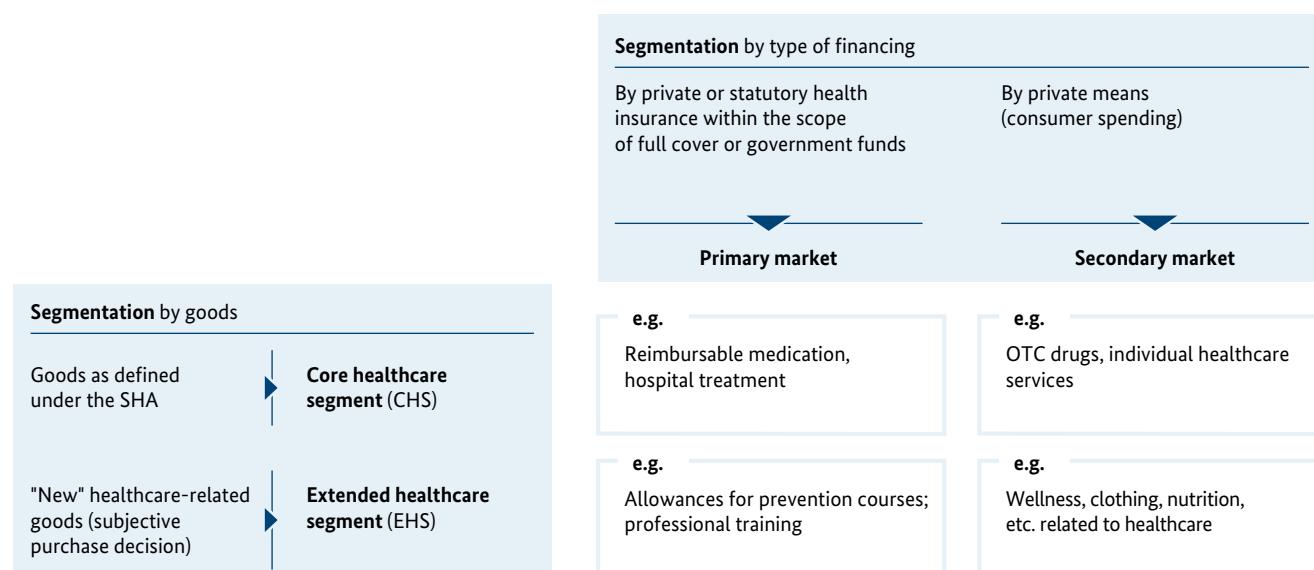 Segmentation by type of financing
By private or statutory health
insurance within the scope
of full cover or government funds
By private means
(consumer spending)
Primary market
Secondary market
Segmentation by goods
Goods as defined
under the SHA
Core healthcare
segment (CHS)
e.g.
Reimbursable medication,
hospital treatment
e.g.
OTC drugs, individual healthcare
services
"New" healthcare-related
goods (subjective
purchase decision)
Extended healthcare
segment (EHS)
e.g.
Allowances for prevention courses;
professional training
e.g.
Wellness, clothing, nutrition,
etc. related to healthcare